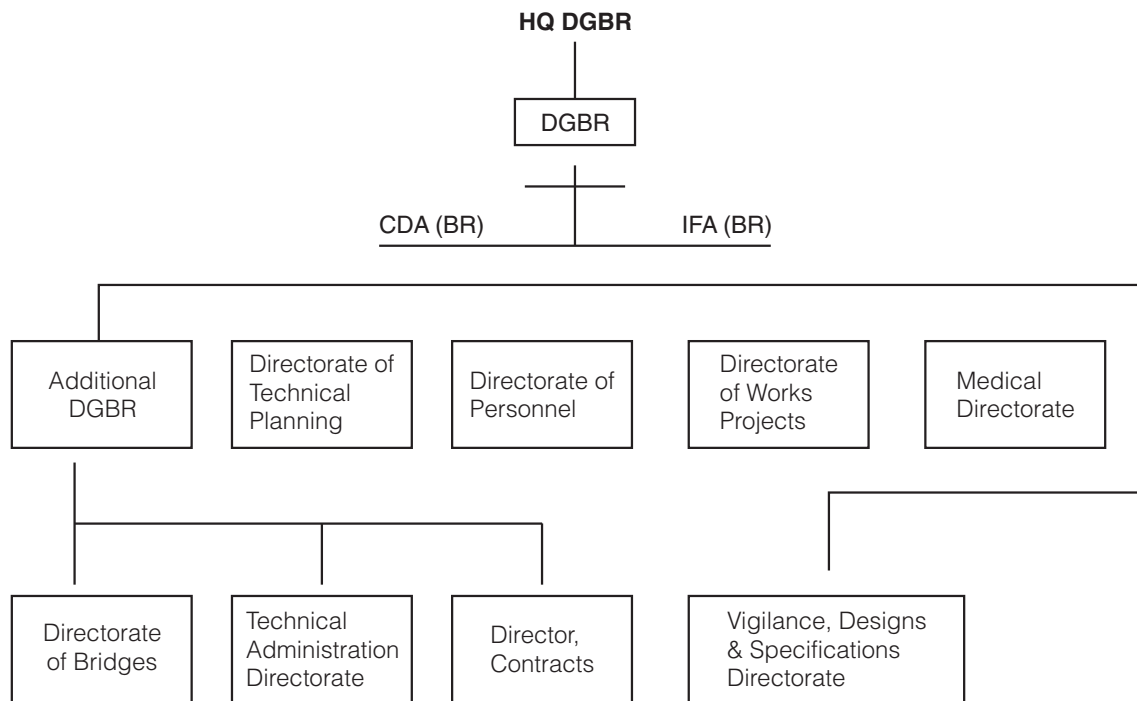 HQ DGBR
DGBR
CDA (BR)
IFA (BR)
Additional
DGBR
Directorate of
Technical
Planning
Directorate of
Personnel
Directorate
of Works
Projects
Medical
Directorate
Directorate
of Bridges
Technical
Administration
Directorate
Director,
Contracts
Vigilance, Designs
& Specifications
Directorate